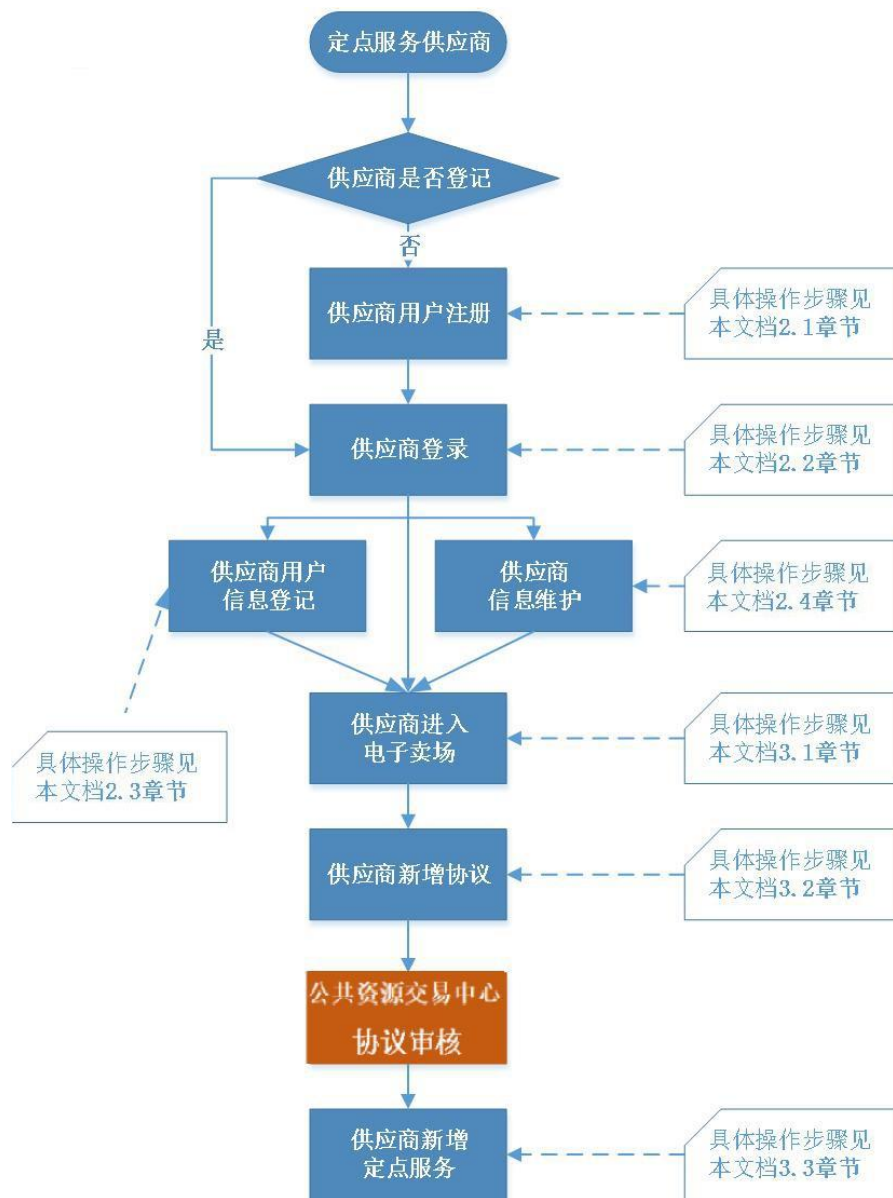 定点服务供应商
供应商是否登记
否
供应商用户注册
具体操作步骤见
本文档2.1章节
是
供应商登录
具体操作步骤见
本文档2.2章节
供应商用户
信息登记
供应商
信息维护
具体操作步骤见
本文档2.4章节
供应商进入
电子卖场
具体操作步骤见
本文档3.1章节
具体操作步骤见
本文档2.3章节
供应商新增协议
具体操作步骤见
本文档3.2章节
公共资源交易中心
协议审核
供应商新增
定点服务
具体操作步骤见
本文档3.3章节